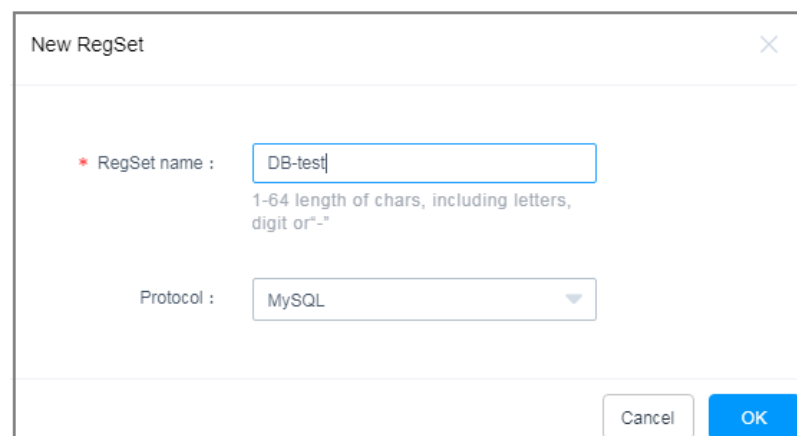 New RegSet
* RegSet name :
DB-test
1-64 length of chars, including letters,
digit or“-”
Protocol :
MySQL
Cancel
OK